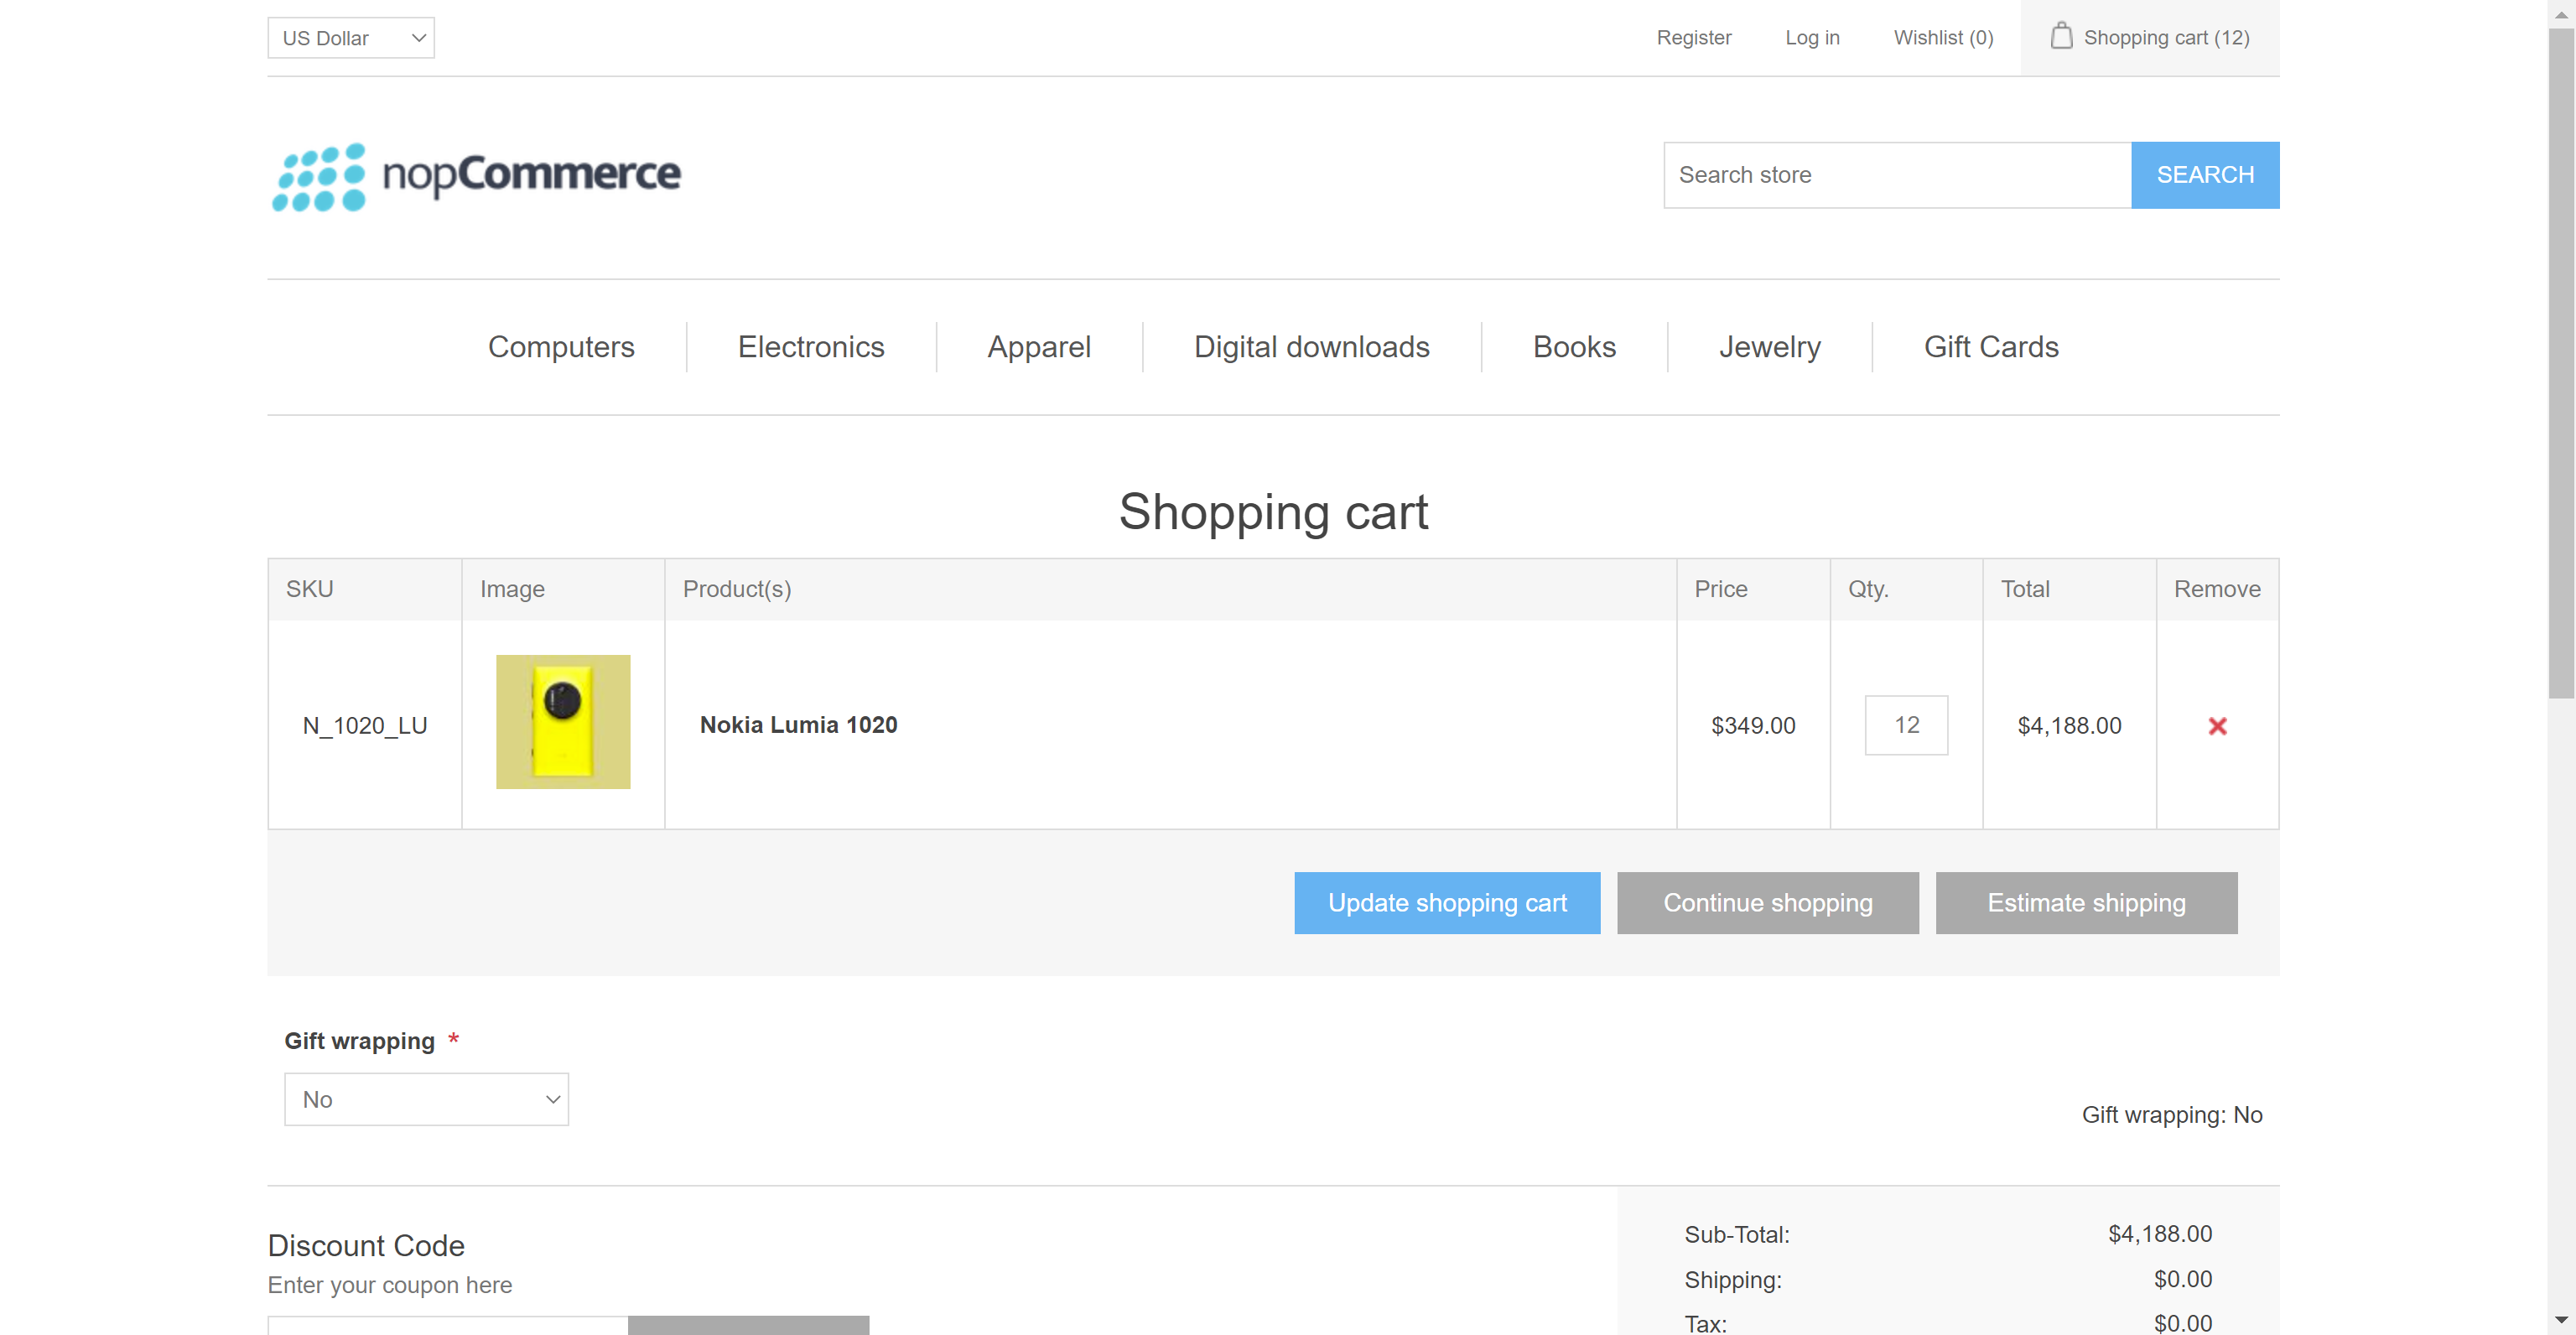 US Dollar
Register Log in Wishlist (0) Shopping cart (12)
nopCommerce
Search store SEARCH
Computers Electronics Apparel Digital downloads Books Jewelry Gift Cards
Shopping cart
SKU Image Product(s) Price Qty. Total Remove
N_1020_LU Nokia Lumia 1020 $349.00 12 $4,188.00
Update shopping cart Continue shopping Estimate shipping
Gift wrapping *
No
Gift wrapping: No
Discount Code
Enter your coupon here
Sub-Total: $4,188.00
Shipping: $0.00
Tax: $0.00